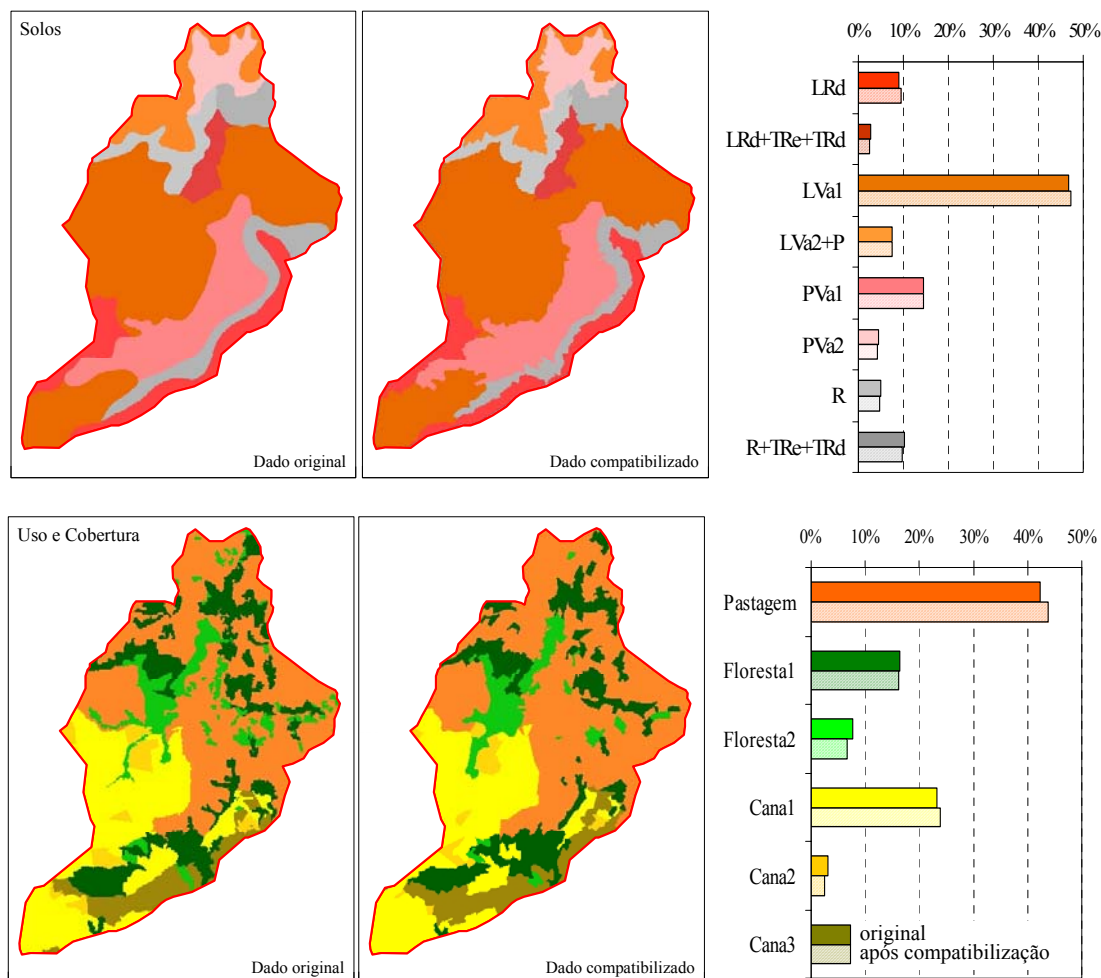 Solos
Dado original
Dado compatibilizado
0% 10% 20% 30% 40% 50%
LRd
LRd+TRe+TRd
LVa1
LVa2+P
PVa1
PVa2
R
R+TRe+TRd
Uso e Cobertura
Dado original
Dado compatibilizado
0% 10% 20% 30% 40% 50%
Pastagem
Floresta1
Floresta2
Cana1
Cana2
Cana3
original
após compatibilização